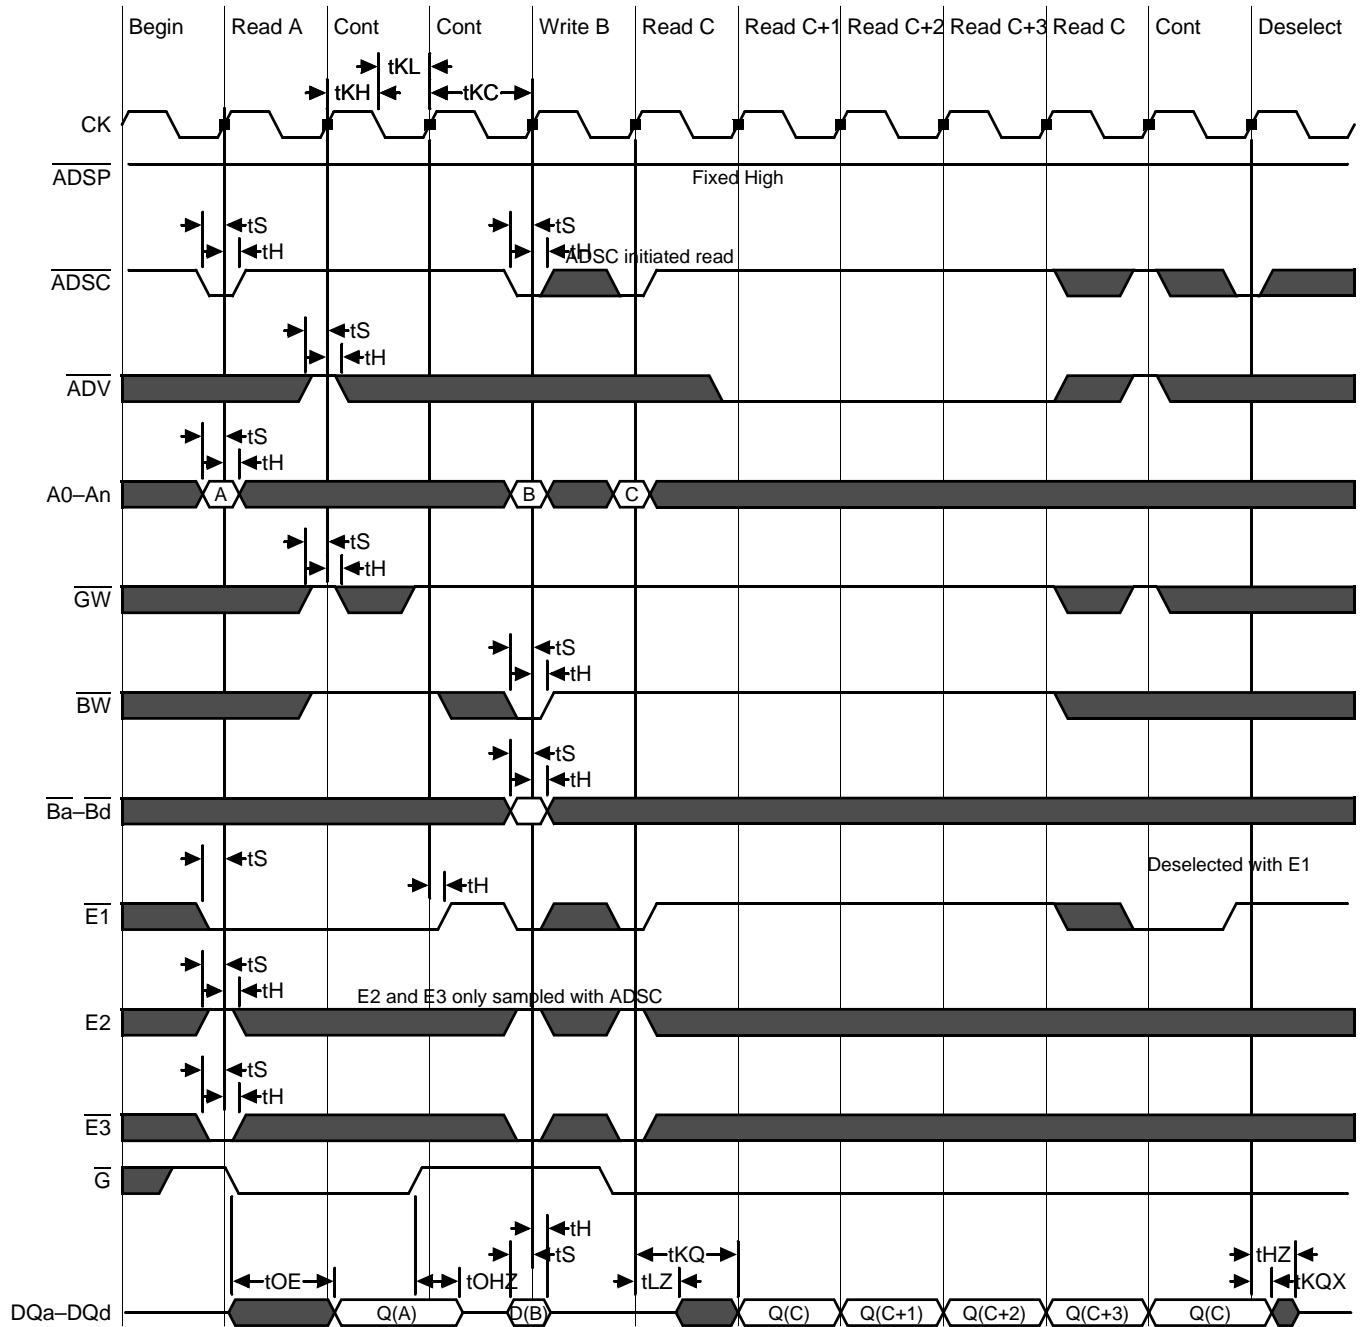 Begin Read A Cont Cont Write B Read C Read C+1 Read C+2 Read C+3 Read C Cont Deselect
tKL
tKH tKC
CK
ADSP
Fixed High
tS tS
tH tH
ADSC initiated read
ADSC
tS
tH
ADV
tS
tH
A0–An A B C
tS
tH
GW
tS
tH
BW
tS
tH
Ba–Bd
tS Deselected with E1
tH
E1
tS
tH
E2 and E3 only sampled with ADSC
E2
tS
tH
E3
G
tH
tS tKQ tHZ
tOE tOHZ tLZ tKQX
DQa–DQd Q(A) D(B) Q(C) Q(C+1) Q(C+2) Q(C+3) Q(C)